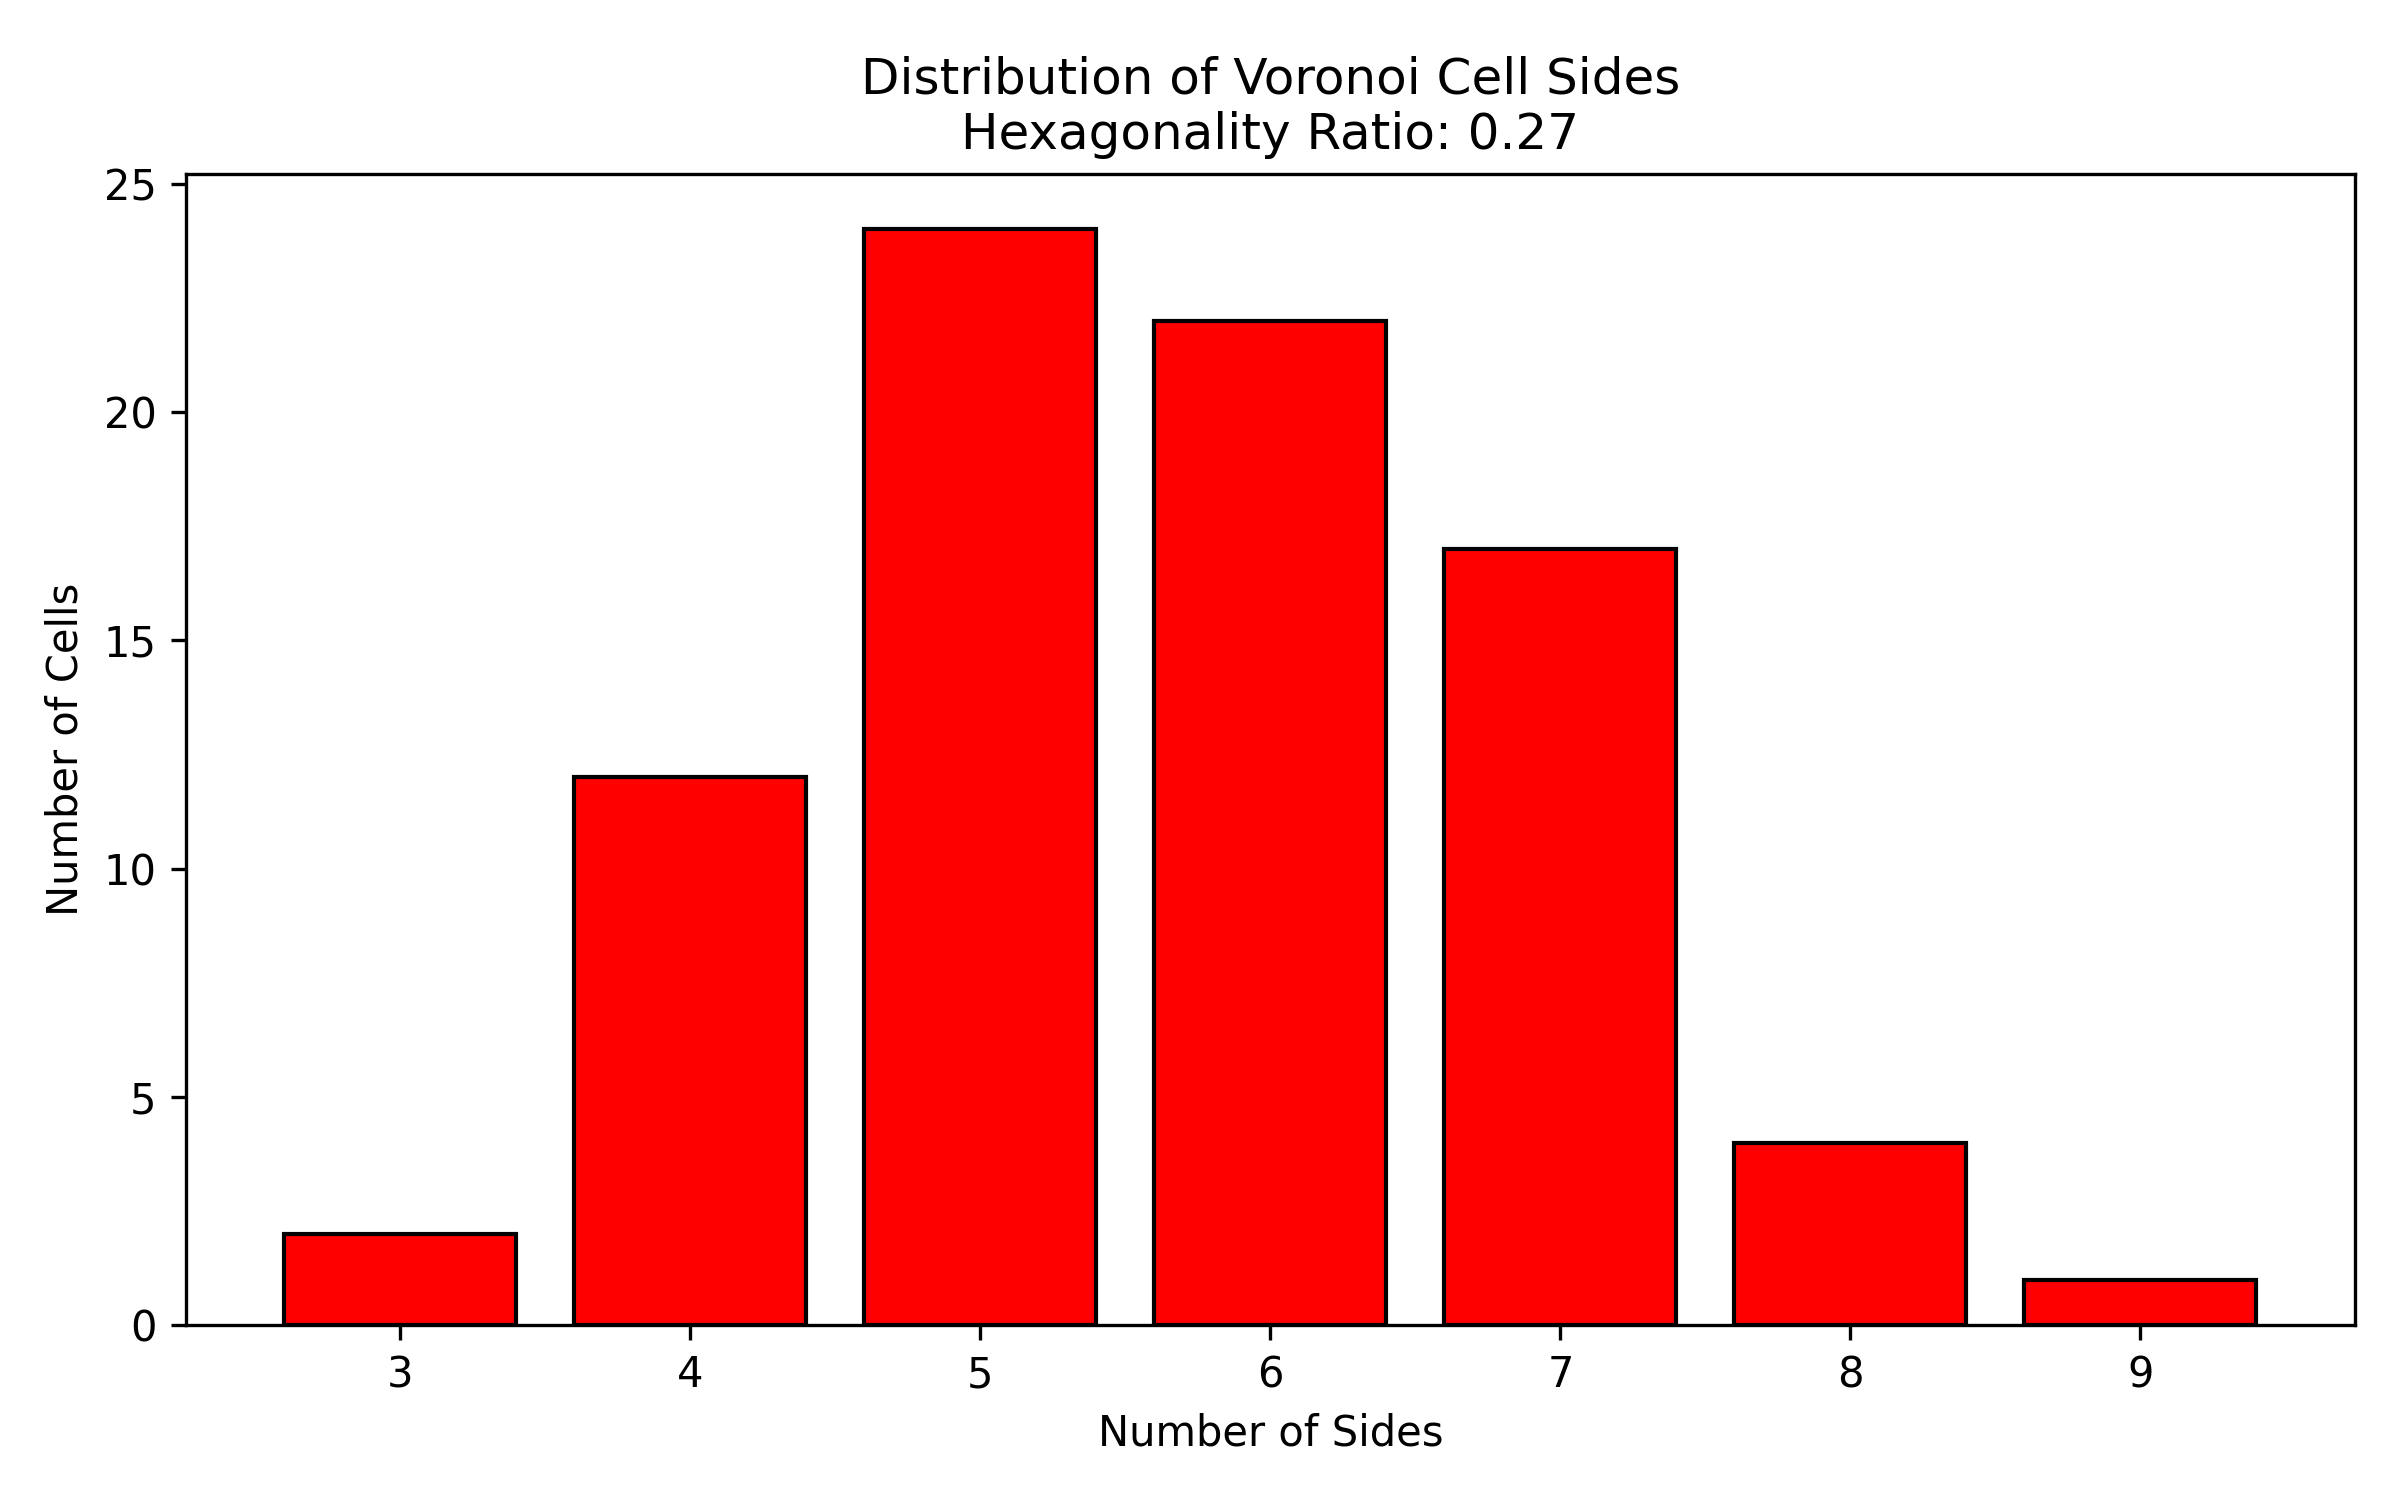 Distribution of Voronoi Cell Sides
Hexagonality Ratio: 0.27
25
20
15
10
5
0
Number of Cells
3 4 5 6 7 8 9
Number of Sides